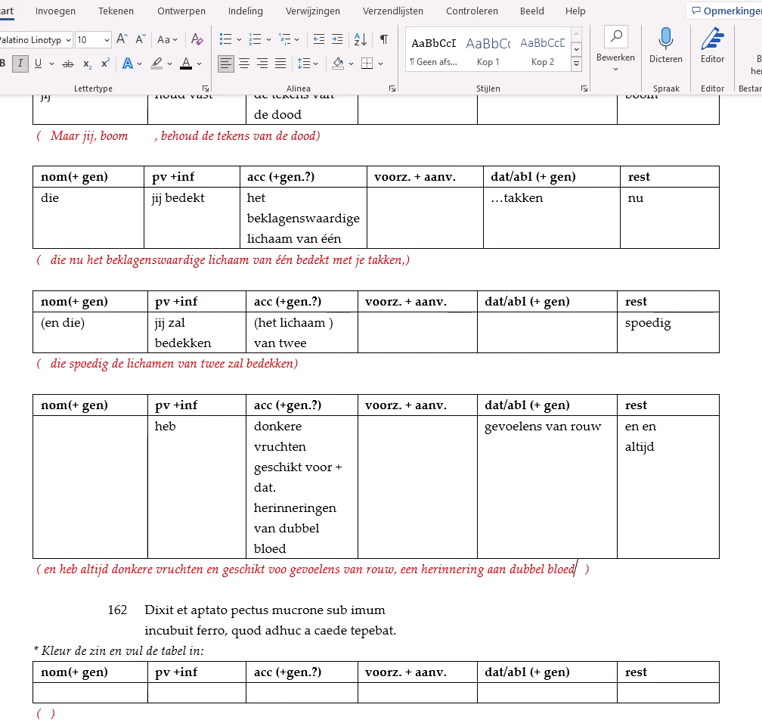 tart Invoegen Tekenen Ontwerpen Indeling Verwijzingen Verzendlijsten Controleren Beeld Help Opmerkingen
Palatino Linotyp 10 Aa
AaBbCcI AaBbCc AaBbCcD
¶ Geen afs... Kop 1 Kop 2
Bewerken Dicteren Editor
Lettertype Alinea Stijlen Spraak Editor Bestan
jij houd vast de tekens van boom
de dood
( Maar jij, boom , behoud de tekens van de dood)
nom(+ gen) pv +inf acc (+gen.?) voorz. + aanv. dat/abl (+ gen) rest
die jij bedekt het ...takken nu
beklagenswaardige
lichaam van één
( die nu het beklagenswaardige lichaam van één bedekt met je takken,)
nom(+ gen) pv +inf acc (+gen.?) voorz. + aanv. dat/abl (+ gen) rest
(en die) jij zal (het lichaam ) spoedig
bedekken van twee
( die spoedig de lichamen van twee zal bedekken)
nom(+ gen) pv +inf acc (+gen.?) voorz. + aanv. dat/abl (+ gen) rest
heb donkere gevoelens van rouw en en
vruchten altijd
geschikt voor +
dat.
herinneringen
van dubbel
bloed
( en heb altijd donkere vruchten en geschikt voo gevoelens van rouw, een herinnering aan dubbel bloed )
162 Dixit et aptato pectus mucrone sub imum
incubuit ferro, quod adhuc a caede tepebat.
* Kleur de zin en vul de tabel in:
nom(+ gen) pv +inf acc (+gen.?) voorz. + aanv. dat/abl (+ gen) rest
( )